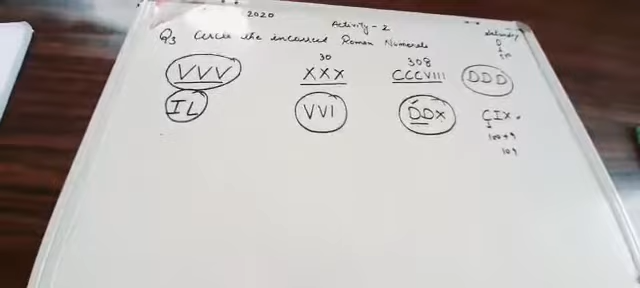 2020
Activity - 2
Q3 Circle the incorrect Roman Numerals
30 308
VVV XXX CCCVIII DDD
IL VVI DDX CIX.
100+9
109